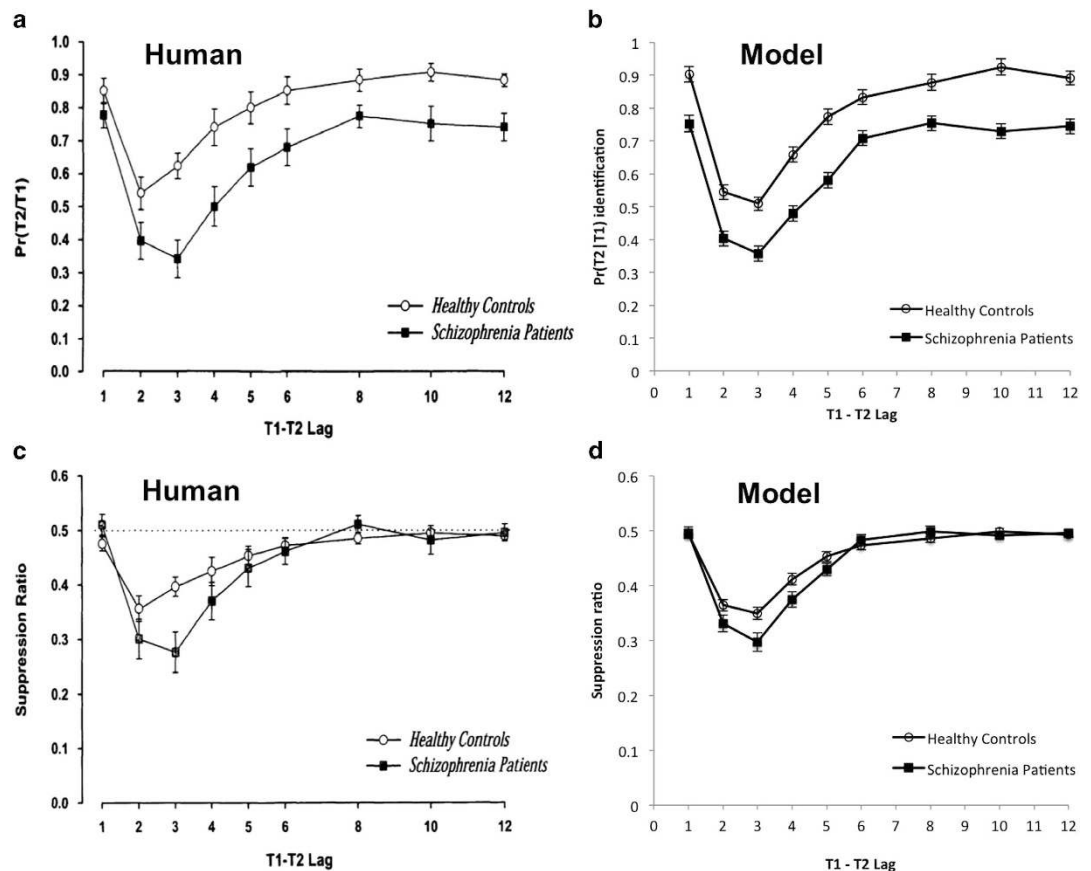 a
Human
1.0
0.9
0.8
0.7
0.6
0.5
0.4
0.3
0.2
0.1
0.0
Pr(T2/T1)
Healthy Controls
Schizophrenia Patients
1 2 3 4 5 6 8 10 12
T1-T2 Lag
b
Model
1
0.9
0.8
0.7
0.6
0.5
0.4
0.3
0.2
0.1
0
Pr(T2|T1) identification
Healthy Controls
Schizophrenia Patients
0 1 2 3 4 5 6 7 8 9 10 11 12
T1 - T2 Lag
c
Human
0.6
0.5
0.4
0.3
0.2
0.1
0.0
Suppression Ratio
Healthy Controls
Schizophrenia Patients
1 2 3 4 5 6 8 10 12
T1-T2 Lag
d
Model
0.6
0.5
0.4
0.3
0.2
0.1
0
Suppression ratio
Healthy Controls
Schizophrenia Patients
0 1 2 3 4 5 6 7 8 9 10 11 12
T1 - T2 Lag